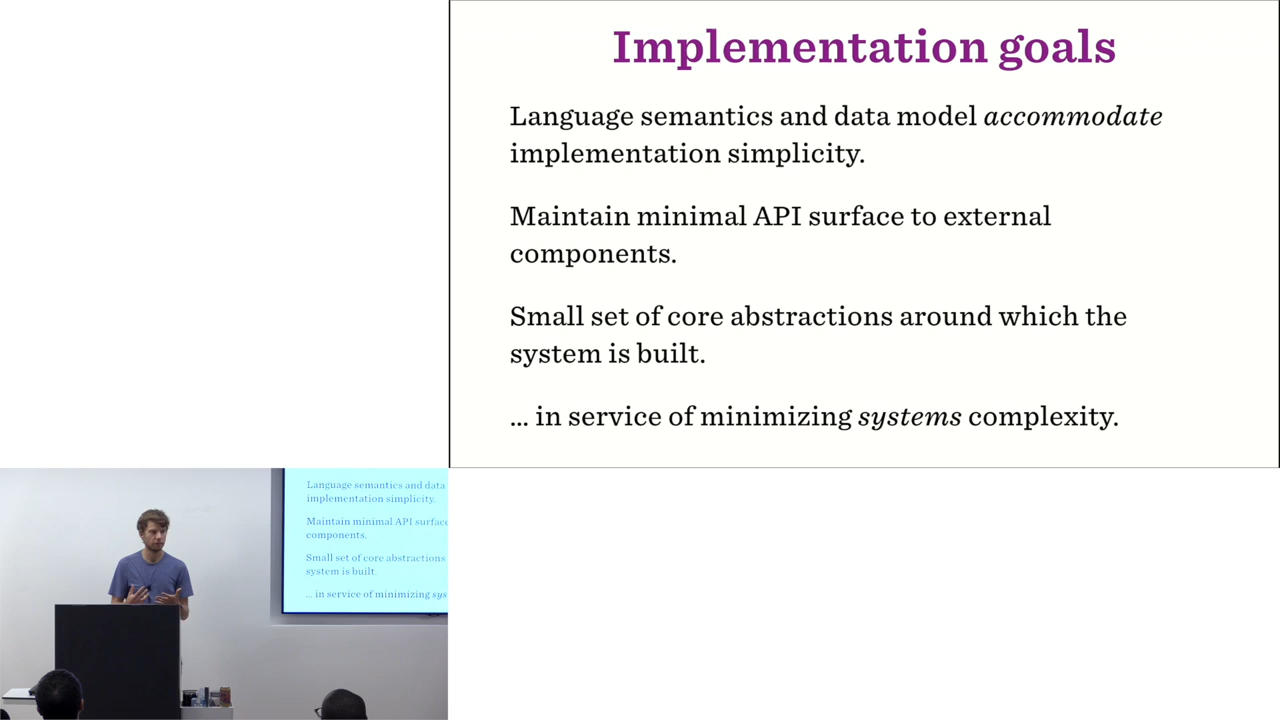 Implementation goals
Language semantics and data model accommodate
implementation simplicity.
Maintain minimal API surface to external
components.
Small set of core abstractions around which the
system is built.
... in service of minimizing systems complexity.
Language semantics and data
implementation simplicity.
Maintain minimal API surface
components.
Small set of core abstractions
system is built.
... in service of minimizing sys